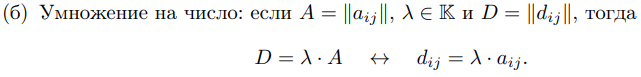 (б) Умножение на число: если A = ‖a_{ij}‖, λ ∈ 𝕂 и D = ‖d_{ij}‖, тогда
D = λ · A ↔ d_{ij} = λ · a_{ij}.